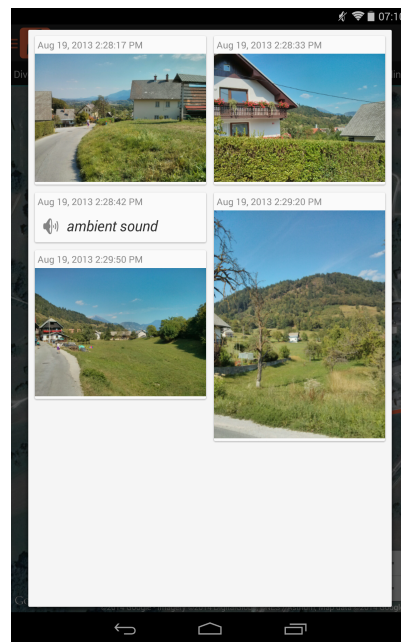 07:10
Aug 19, 2013 2:28:17 PM
Aug 19, 2013 2:28:33 PM
Aug 19, 2013 2:28:42 PM
ambient sound
Aug 19, 2013 2:29:20 PM
Aug 19, 2013 2:29:50 PM